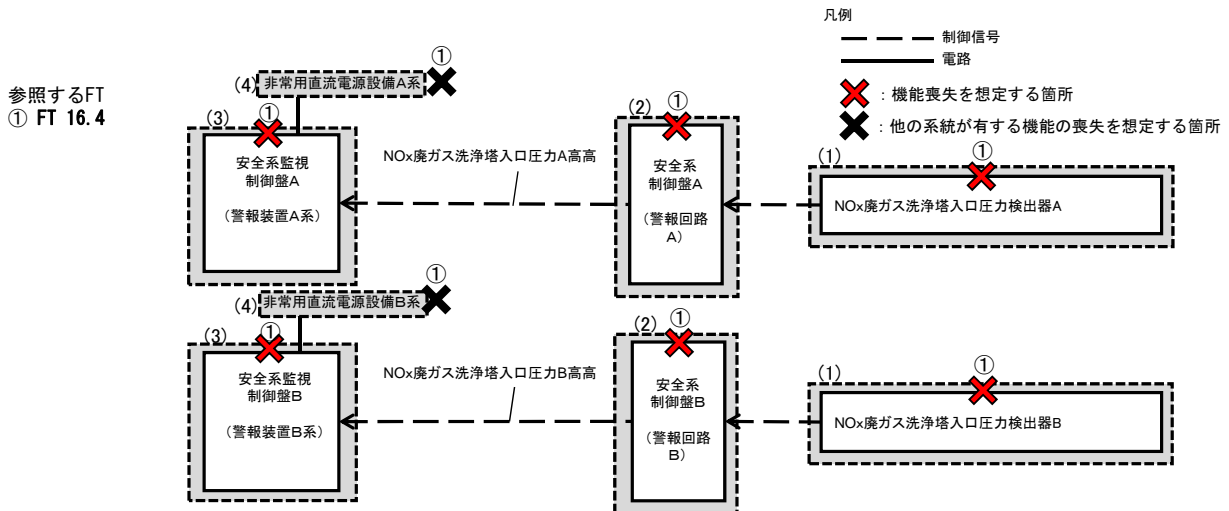 凡例
制御信号
電路
：機能喪失を想定する箇所
：他の系統が有する機能の喪失を想定する箇所
参照するFT
① FT 16.4
①
(4) 非常用直流電源設備A系
(3) ①
安全系監視
制御盤A
（警報装置A系）
NOx廃ガス洗浄塔入口圧力A高高
(2) ①
安全系
制御盤A
（警報回路
A）
(1) ①
NOx廃ガス洗浄塔入口圧力検出器A
①
(4) 非常用直流電源設備B系
(3) ①
安全系監視
制御盤B
（警報装置B系）
NOx廃ガス洗浄塔入口圧力B高高
(2) ①
安全系
制御盤B
（警報回路
B）
(1) ①
NOx廃ガス洗浄塔入口圧力検出器B